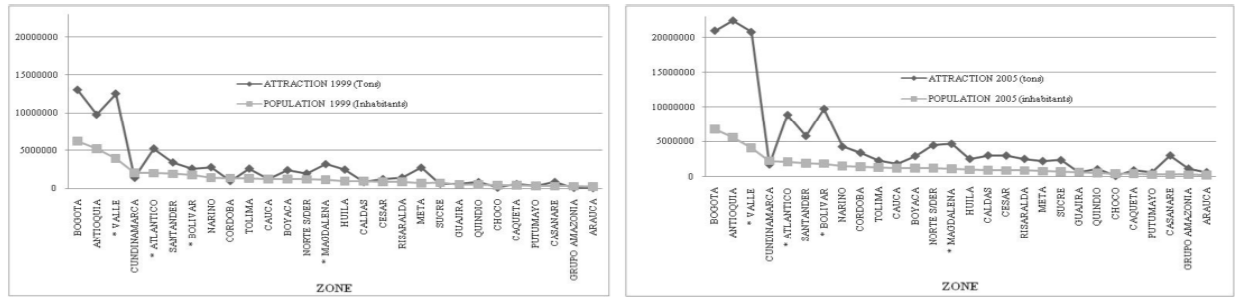 20000000
15000000
10000000
5000000
0
ATTRACTION 1999 (Tons)
POPULATION 1999 (Inhabitants)
BOGOTA
ANTIOQUIA
* VALLE
CUNDINAMARCA
* ATLANTICO
SANTANDER
* BOLIVAR
NARINO
CORDOBA
TOLIMA
CAUCA
BOYACA
NORTE S/DER
* MAGDALENA
HUILA
CALDAS
CESAR
RISARALDA
META
SUCRE
GUAJIRA
QUINDIO
CHOCO
CAQUETA
PUTUMAYO
CASANARE
GRUPO AMAZONIA
ARAUCA
ZONE
20000000
15000000
10000000
5000000
0
ATTRACTION 2005 (tons)
POPULATION 2005 (inhabitants)
BOGOTA
ANTIOQUIA
* VALLE
CUNDINAMARCA
* ATLANTICO
SANTANDER
* BOLIVAR
NARINO
CORDOBA
TOLIMA
CAUCA
BOYACA
NORTE S/DER
* MAGDALENA
HUILA
CALDAS
CESAR
RISARALDA
META
SUCRE
GUAJIRA
QUINDIO
CHOCO
CAQUETA
PUTUMAYO
CASANARE
GRUPO AMAZONIA
ARAUCA
ZONE